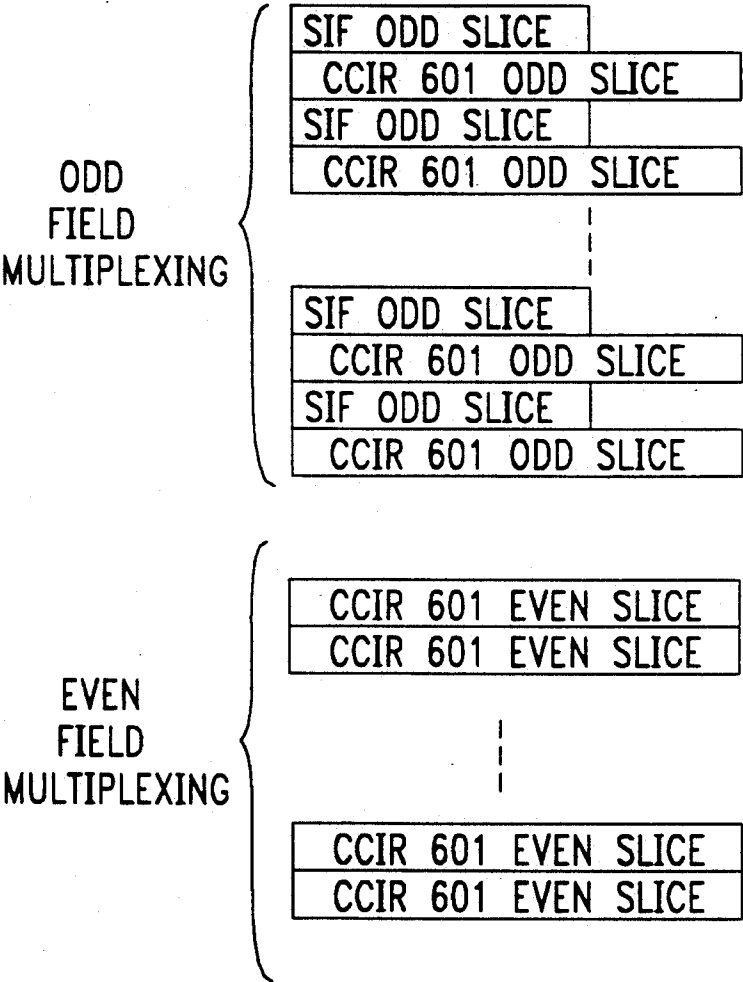 SIF ODD SLICE
CCIR 601 ODD SLICE
SIF ODD SLICE
CCIR 601 ODD SLICE
ODD
FIELD
MULTIPLEXING
SIF ODD SLICE
CCIR 601 ODD SLICE
SIF ODD SLICE
CCIR 601 ODD SLICE
CCIR 601 EVEN SLICE
CCIR 601 EVEN SLICE
EVEN
FIELD
MULTIPLEXING
CCIR 601 EVEN SLICE
CCIR 601 EVEN SLICE